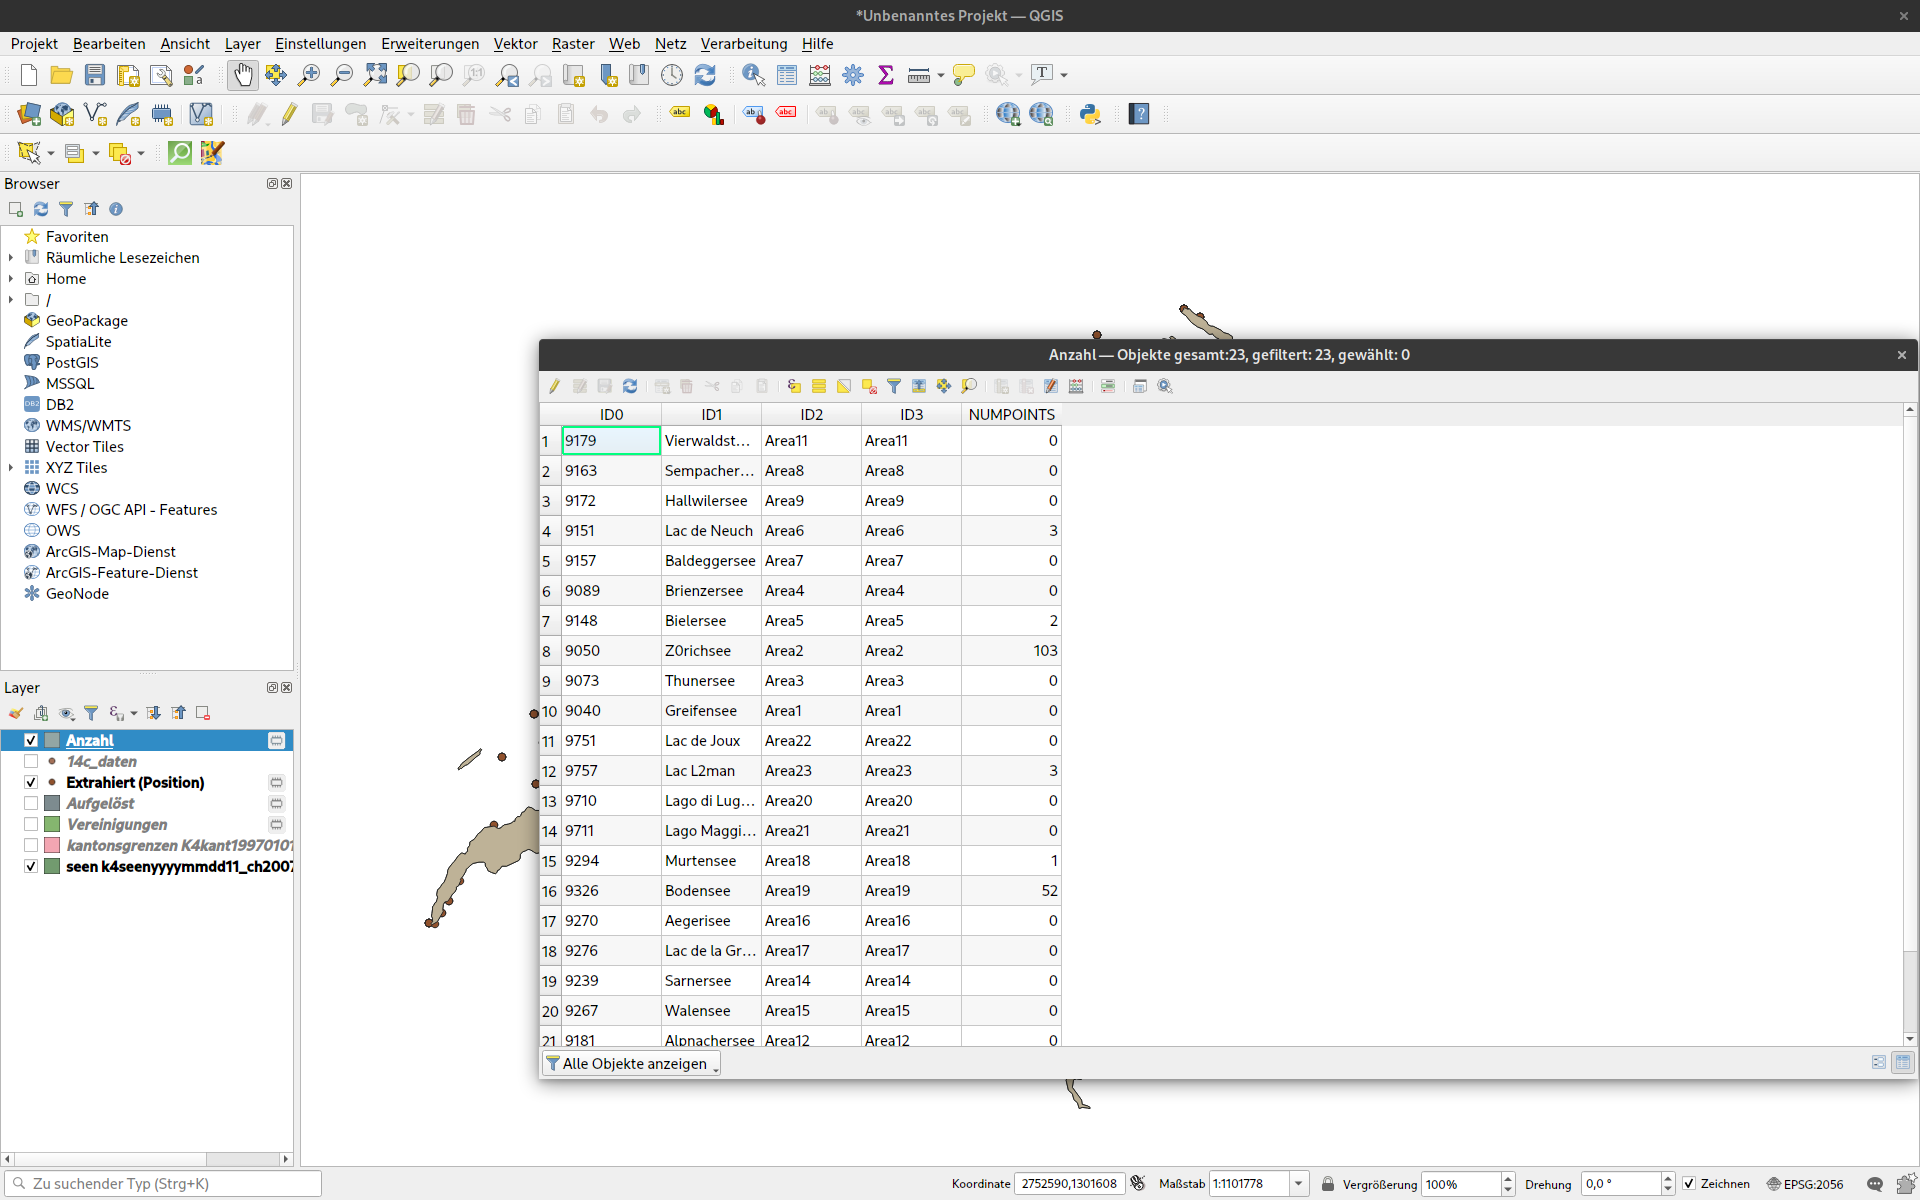 *Unbenanntes Projekt — QGIS
Projekt Bearbeiten Ansicht Layer Einstellungen Erweiterungen Vektor Raster Web Netz Verarbeitung Hilfe
Browser
Favoriten
Räumliche Lesezeichen
Home
/
GeoPackage
SpatiaLite
PostGIS
MSSQL
DB2
WMS/WMTS
Vector Tiles
XYZ Tiles
WCS
WFS / OGC API - Features
OWS
ArcGIS-Map-Dienst
ArcGIS-Feature-Dienst
GeoNode
Layer
Anzahl
14c_daten
Extrahiert (Position)
Aufgelöst
Vereinigungen
kantonsgrenzen K4kant19970101
seen k4seenyyyymmdd11_ch2007
Anzahl — Objekte gesamt:23, gefiltert: 23, gewählt: 0
ID0 ID1 ID2 ID3 NUMPOINTS
1 9179 Vierwaldst... Area11 Area11 0
2 9163 Sempacher... Area8 Area8 0
3 9172 Hallwilersee Area9 Area9 0
4 9151 Lac de Neuch Area6 Area6 3
5 9157 Baldeggersee Area7 Area7 0
6 9089 Brienzersee Area4 Area4 0
7 9148 Bielersee Area5 Area5 2
8 9050 Z0richsee Area2 Area2 103
9 9073 Thunersee Area3 Area3 0
10 9040 Greifensee Area1 Area1 0
11 9751 Lac de Joux Area22 Area22 0
12 9757 Lac L2man Area23 Area23 3
13 9710 Lago di Lug... Area20 Area20 0
14 9711 Lago Maggi... Area21 Area21 0
15 9294 Murtensee Area18 Area18 1
16 9326 Bodensee Area19 Area19 52
17 9270 Aegerisee Area16 Area16 0
18 9276 Lac de la Gr... Area17 Area17 0
19 9239 Sarnersee Area14 Area14 0
20 9267 Walensee Area15 Area15 0
21 9181 Alpnachersee Area12 Area12 0
Alle Objekte anzeigen
Zu suchender Typ (Strg+K)
Koordinate 2752590,1301608 Maßstab 1:1101778 Vergrößerung 100% Drehung 0,0 ° Zeichnen EPSG:2056